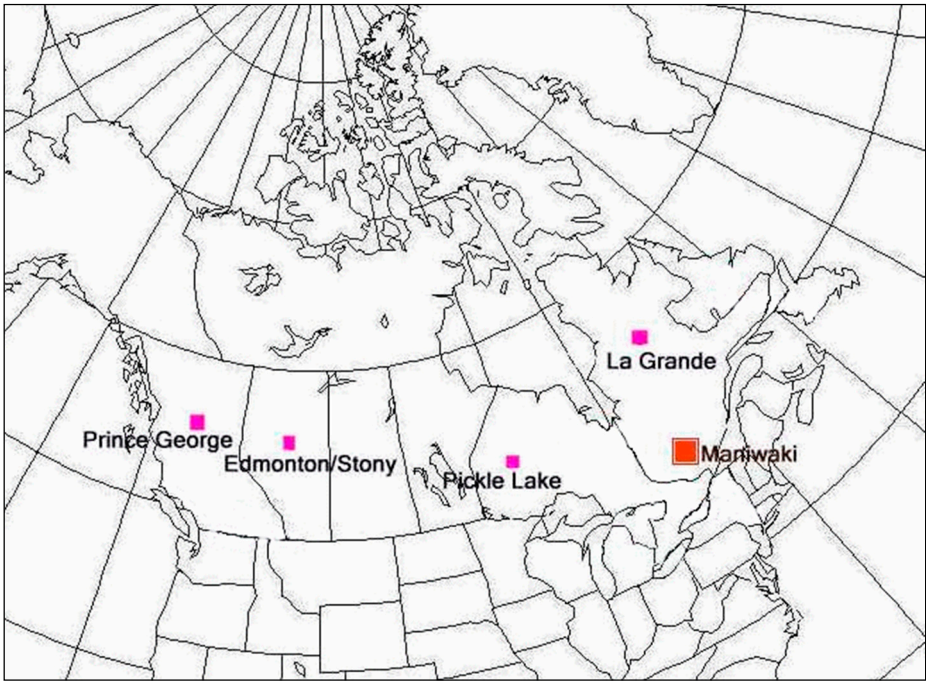 La Grande
Prince George
Edmonton/Stony
Pickle Lake
Maniwaki